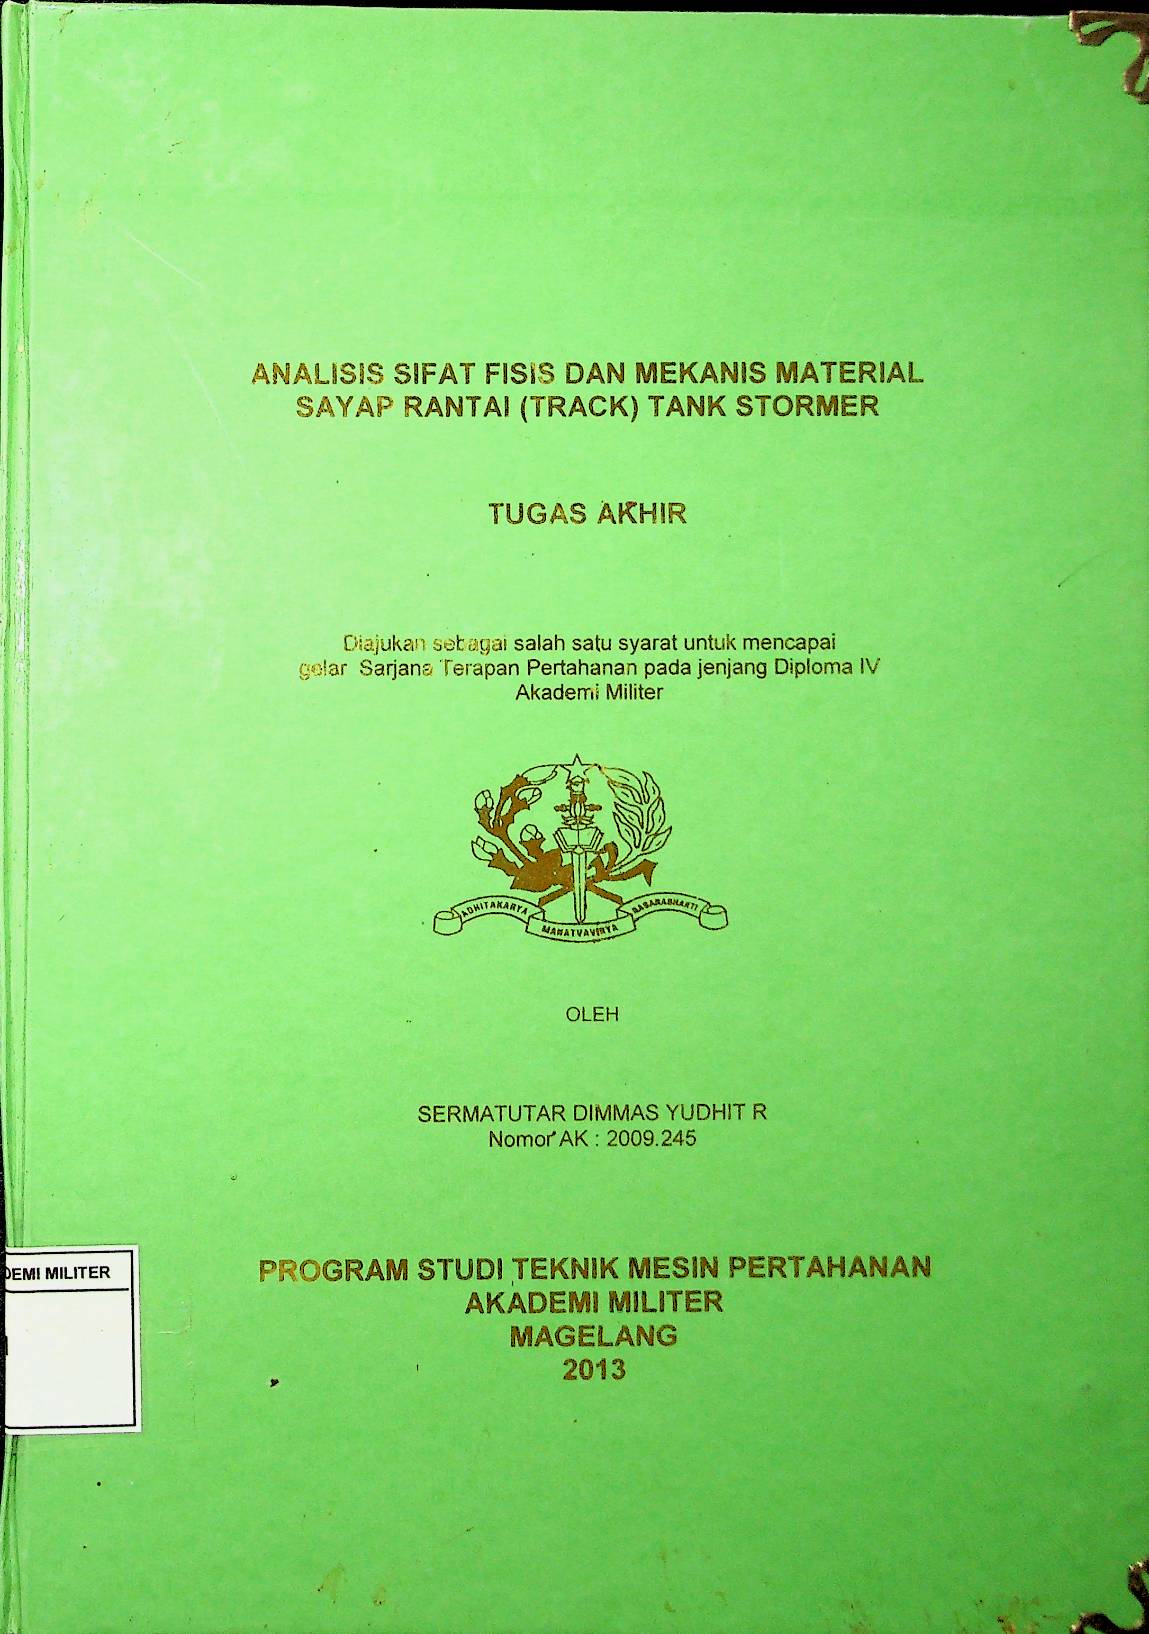 ANALISIS SIFAT FISIS DAN MEKANIS MATERIAL
SAYAP RANTAI (TRACK) TANK STORMER
TUGAS AKHIR
Diajukan sebagai salah satu syarat untuk mencapai
gelar Sarjana Terapan Pertahanan pada jenjang Diploma IV
Akademi Militer
ADHITAKARYA
MAHATVAVIRYA
NAGARABHAKTI
OLEH
SERMATUTAR DIMMAS YUDHIT R
Nomor AK : 2009.245
DEMI MILITER
PROGRAM STUDI TEKNIK MESIN PERTAHANAN
AKADEMI MILITER
MAGELANG
2013